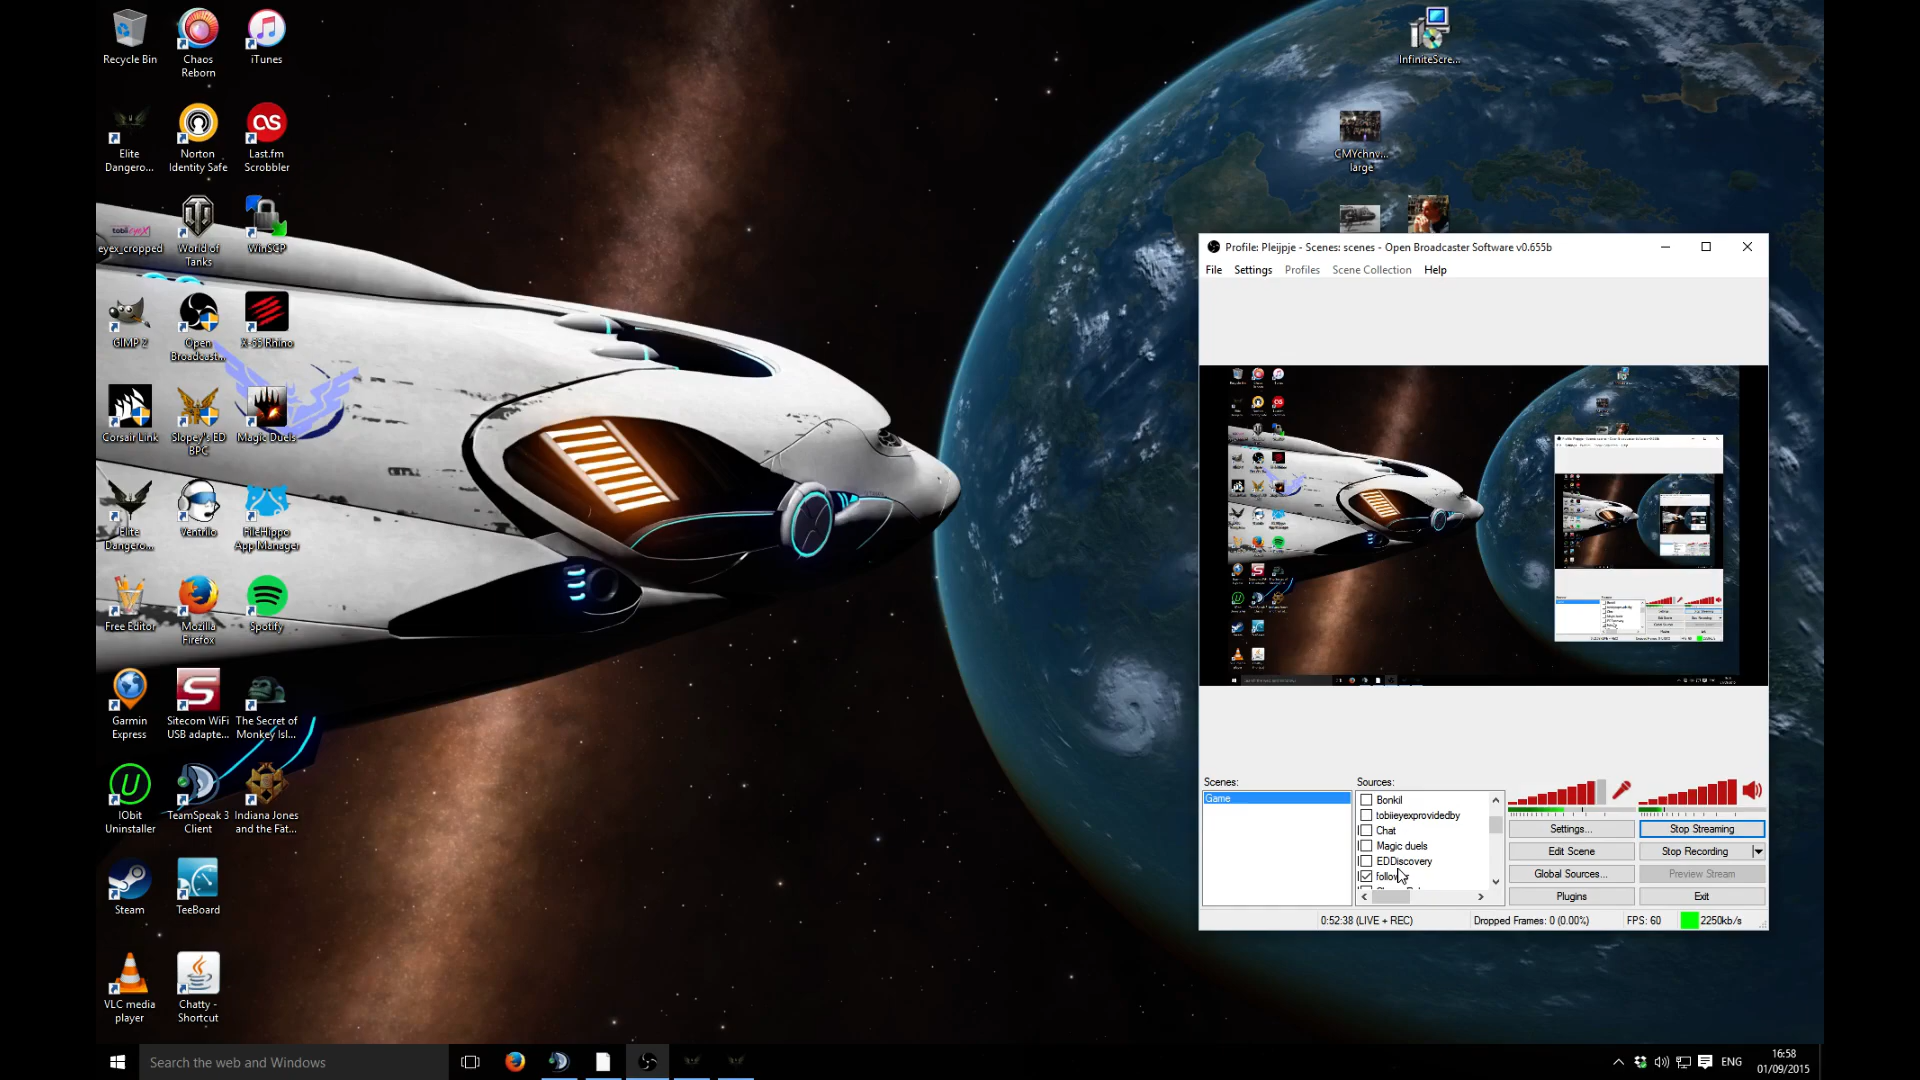 Recycle Bin
Chaos
Reborn
iTunes
InfiniteScre...
Elite
Dangero...
Norton
Identity Safe
Last.fm
Scrobbler
CMYchnv...
large
tobii eyeX
eyex_cropped
World of
Tanks
WinSCP
GIMP 2
Open
Broadcast...
X-55 Rhino
Corsair Link
Slopey's ED
BPC
Magic Duels
Elite
Dangero...
Ventrilo
FileHippo
App Manager
Free Editor
Mozilla
Firefox
Spotify
Garmin
Express
Sitecom WiFi
USB adapte...
The Secret of
Monkey Isl...
IObit
Uninstaller
TeamSpeak 3
Client
Indiana Jones
and the Fat...
Steam
TeeBoard
VLC media
player
Chatty -
Shortcut
Profile: Pleijpje - Scenes: scenes - Open Broadcaster Software v0.655b
File Settings Profiles Scene Collection Help
Scenes:
Game
Sources:
Bonkil
tobiieyexprovidedby
Chat
Magic duels
EDDiscovery
Settings...
Stop Streaming
Edit Scene
Stop Recording
Global Sources...
Preview Stream
Plugins
Exit
0:52:38 (LIVE + REC)
Dropped Frames: 0 (0.00%)
FPS: 60
2250kb/s
Search the web and Windows
ENG
16:58
01/09/2015